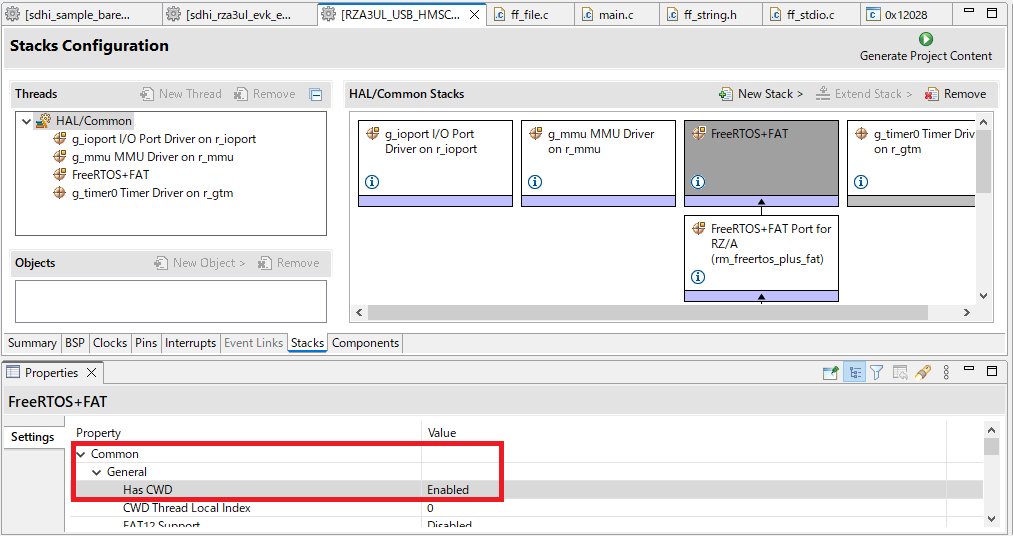 [sdhi_sample_bare...
[sdhi_rza3ul_evk_e...
[RZA3UL_USB_HMSC...
ff_file.c
main.c
ff_string.h
ff_stdio.c
0x12028
Stacks Configuration
Generate Project Content
Threads
New Thread
Remove
HAL/Common
g_ioport I/O Port Driver on r_ioport
g_mmu MMU Driver on r_mmu
FreeRTOS+FAT
g_timer0 Timer Driver on r_gtm
Objects
New Object >
Remove
HAL/Common Stacks
New Stack >
Extend Stack >
Remove
g_ioport I/O Port
Driver on r_ioport
g_mmu MMU Driver
on r_mmu
FreeRTOS+FAT
g_timer0 Timer Driv
on r_gtm
FreeRTOS+FAT Port for
RZ/A
(rm_freertos_plus_fat)
Summary
BSP
Clocks
Pins
Interrupts
Event Links
Stacks
Components
Properties
FreeRTOS+FAT
Settings
Property
Value
Common
General
Has CWD
Enabled
CWD Thread Local Index
0
FAT12 Support
Disabled